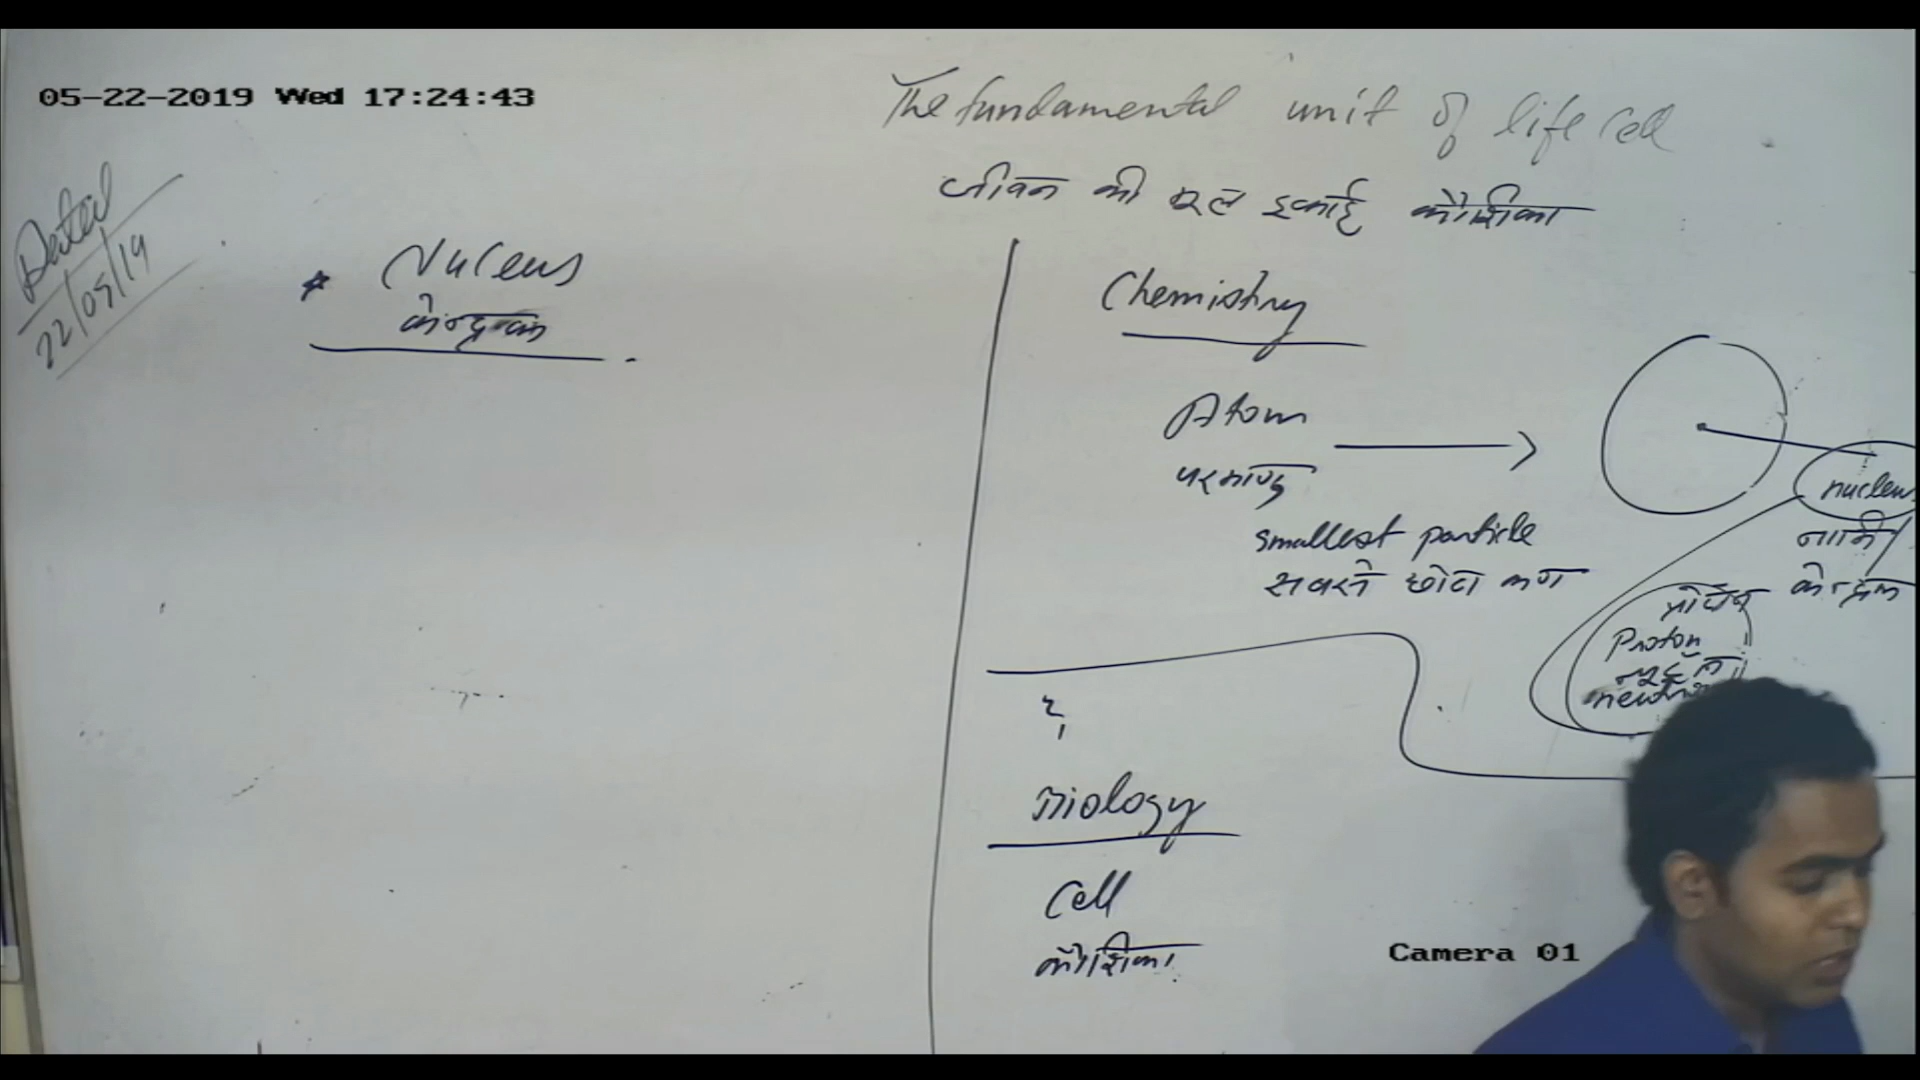 05-22-2019 Wed 17:24:43
The fundamental unit of life Cell
जीवन की इकाई कोशिका
Dated
22/05/19
* Nucleus
केन्द्रक
Chemistry
Atom
परमाणु
smallest particle
सबसे छोटा कण
nucleus
नाभि/
केन्द्रक
प्रोटॉन
Proton
Biology
Cell
कोशिका
Camera 01